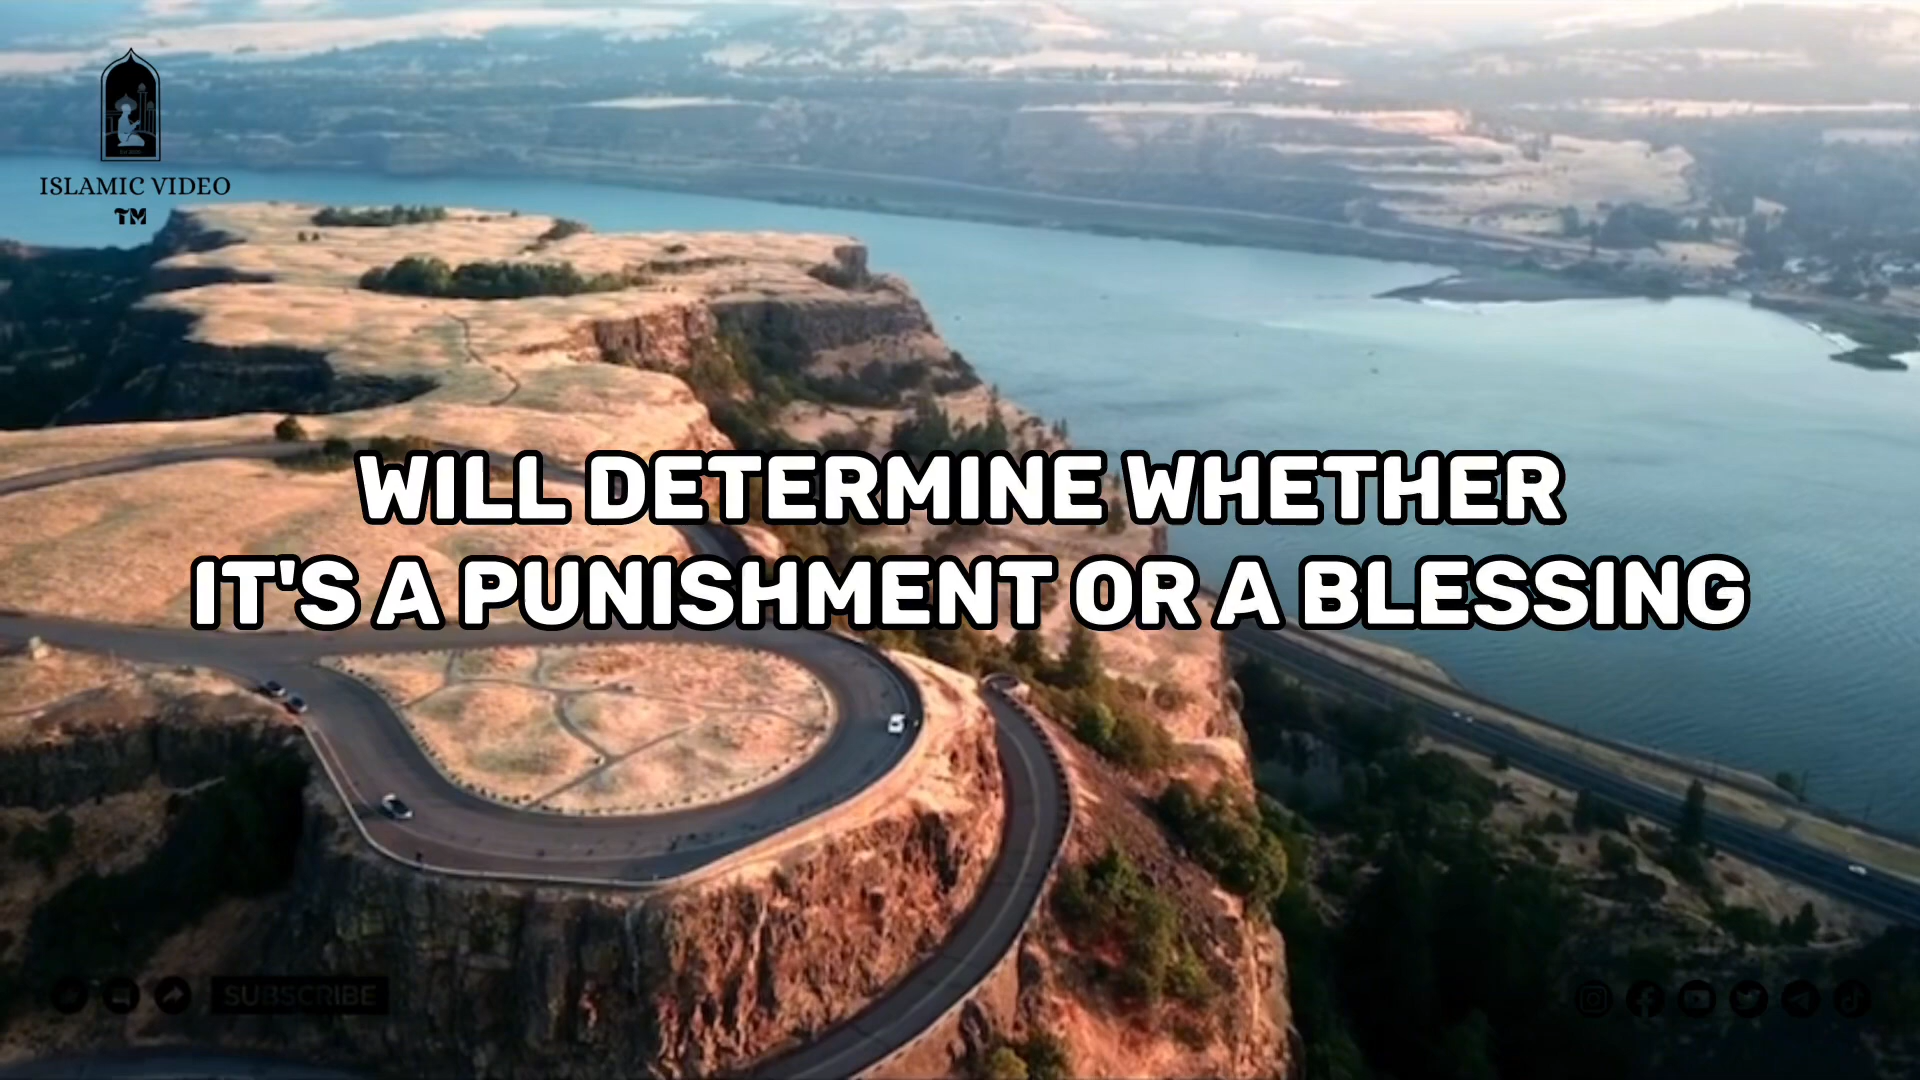 ISLAMIC VIDEO
TM
WILL DETERMINE WHETHER
IT'S A PUNISHMENT OR A BLESSING
SUBSCRIBE